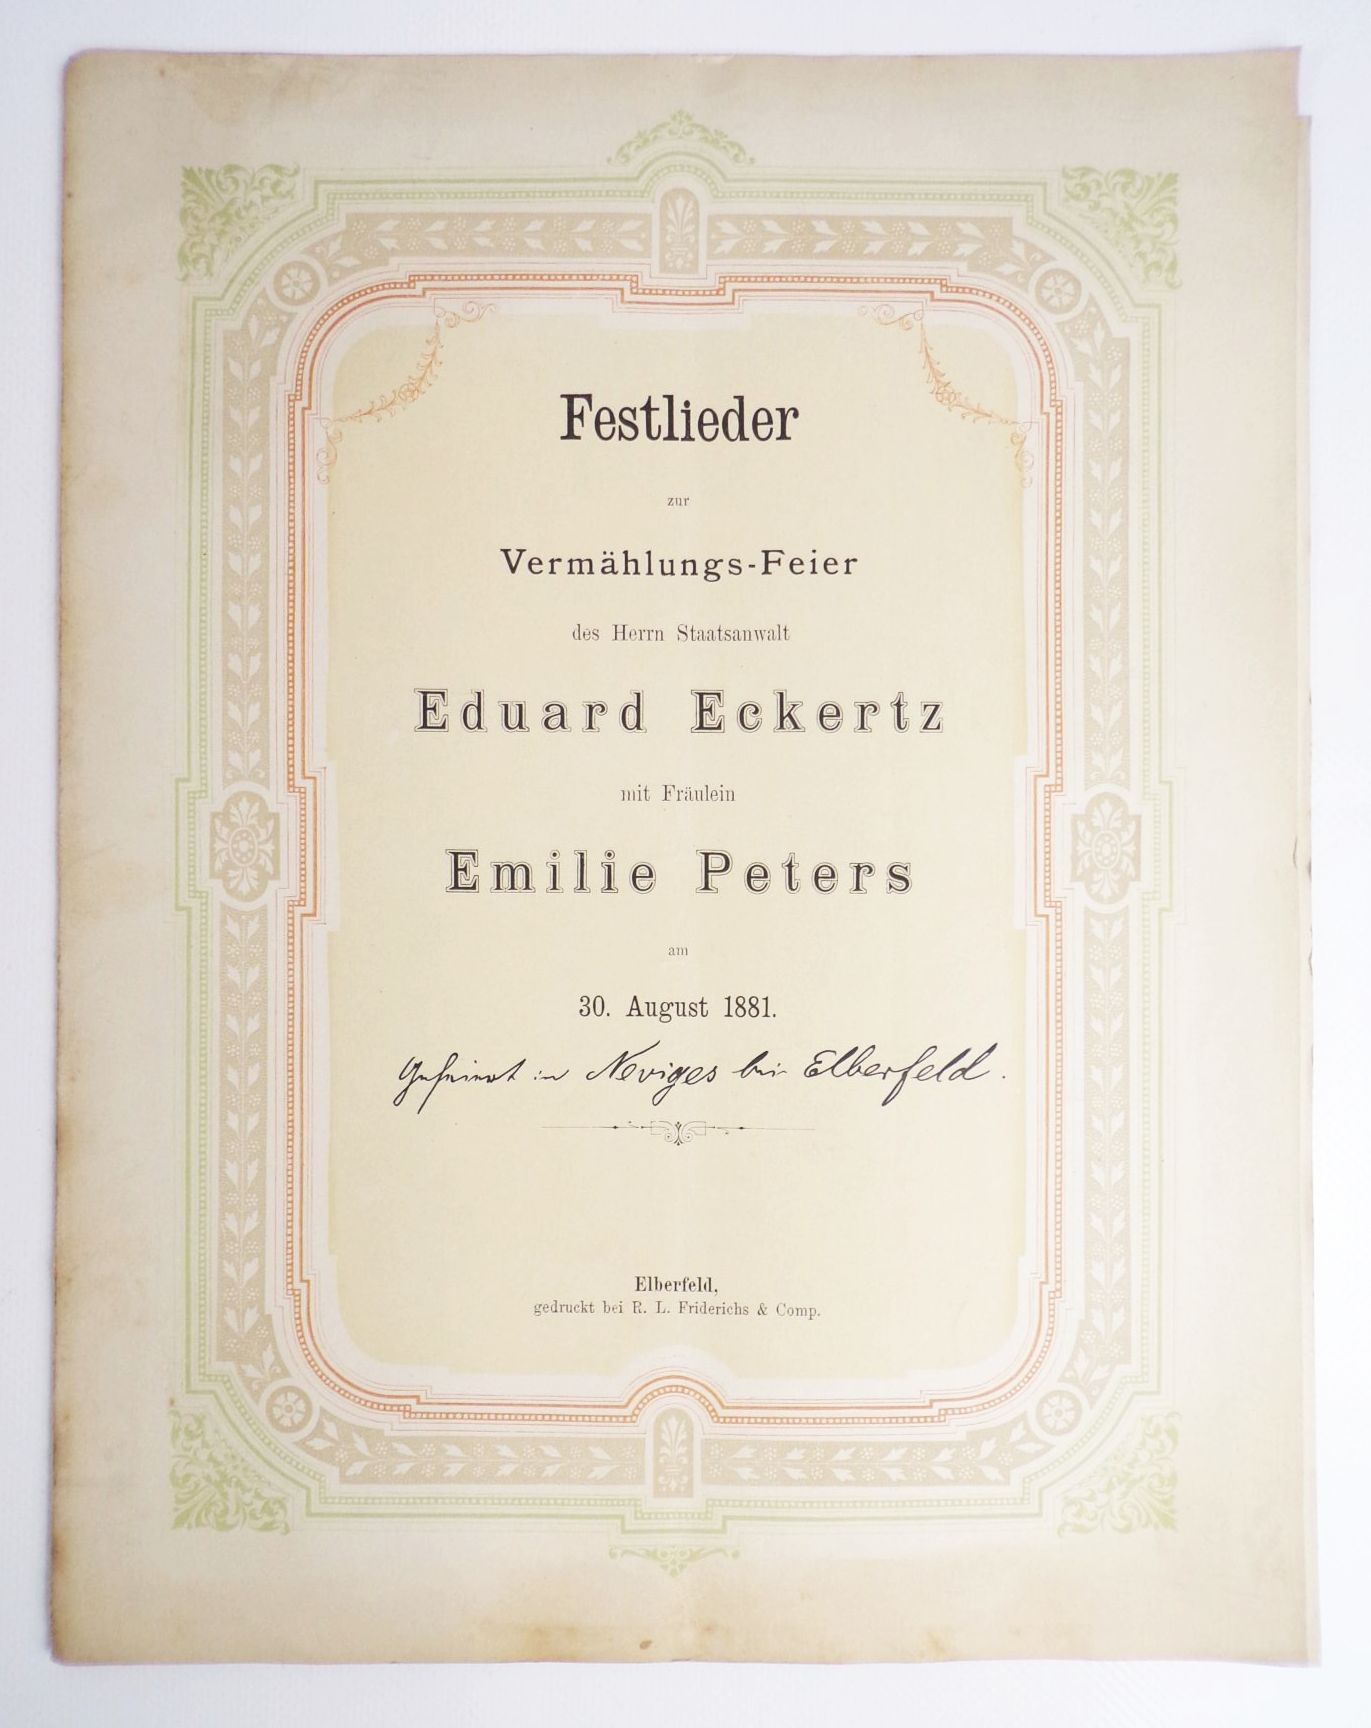 Festlieder
zur
Vermählungs-Feier
des Herrn Staatsanwalt
Eduard Eckertz
mit Fräulein
Emilie Peters
am
30. August 1881.
Geheirat in Neviges bei Elberfeld.
Elberfeld,
gedruckt bei R. L. Friderichs & Comp.